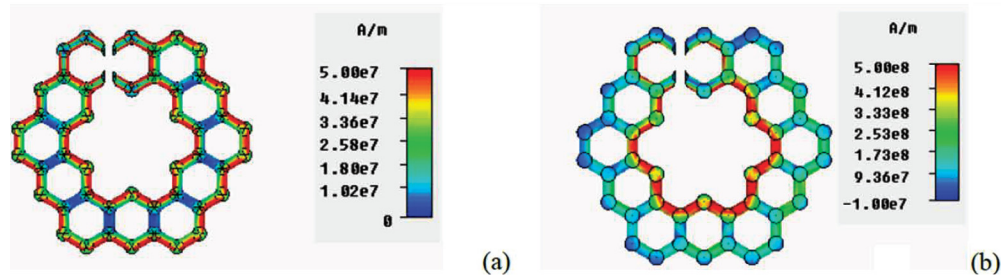 A/m
5.00e7
4.14e7
3.36e7
2.58e7
1.80e7
1.02e7
0
(a)
A/m
5.00e8
4.12e8
3.33e8
2.53e8
1.73e8
9.36e7
-1.00e7
(b)